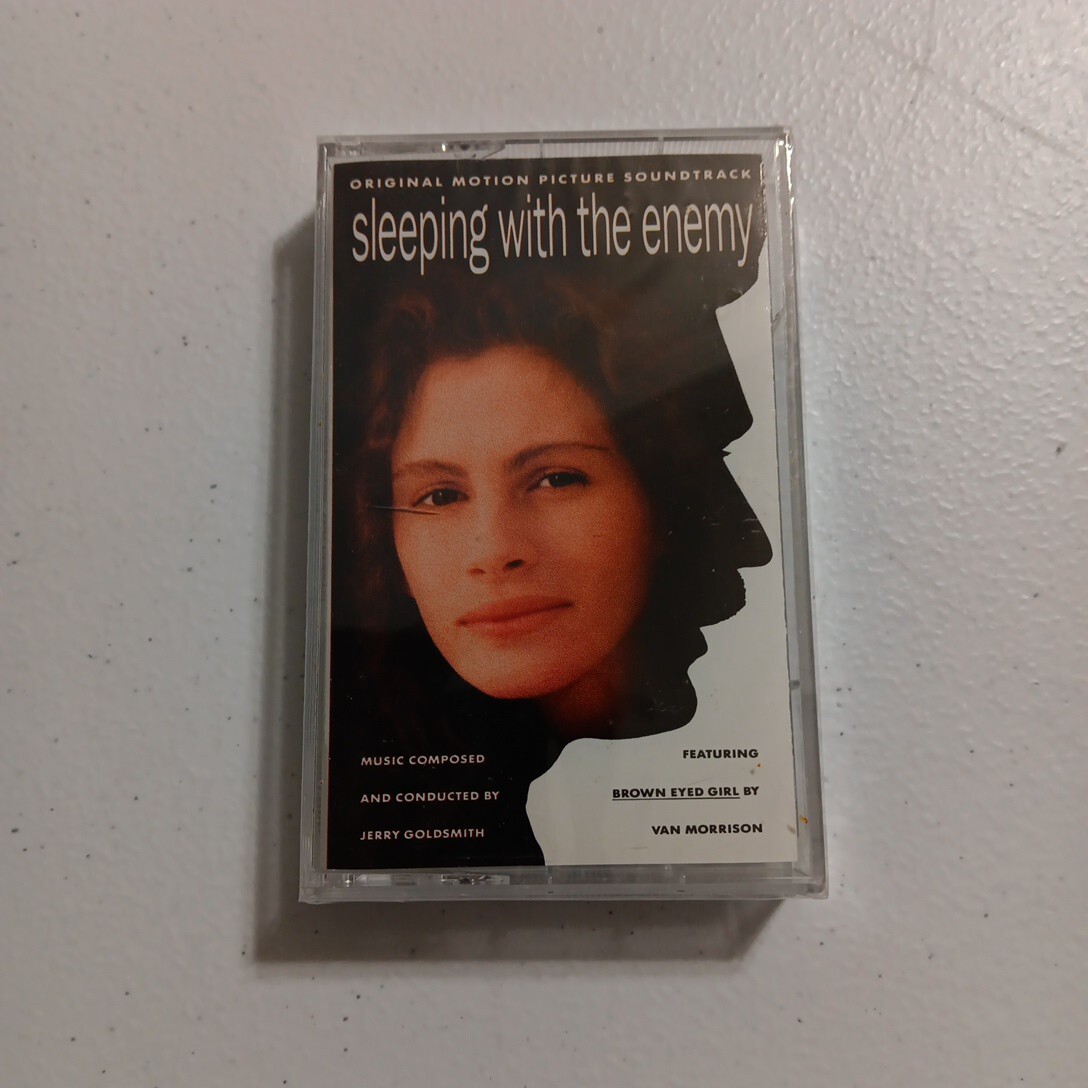 ORIGINAL MOTION PICTURE SOUNDTRACK
sleeping with the enemy
MUSIC COMPOSED
AND CONDUCTED BY
JERRY GOLDSMITH
FEATURING
BROWN EYED GIRL BY
VAN MORRISON